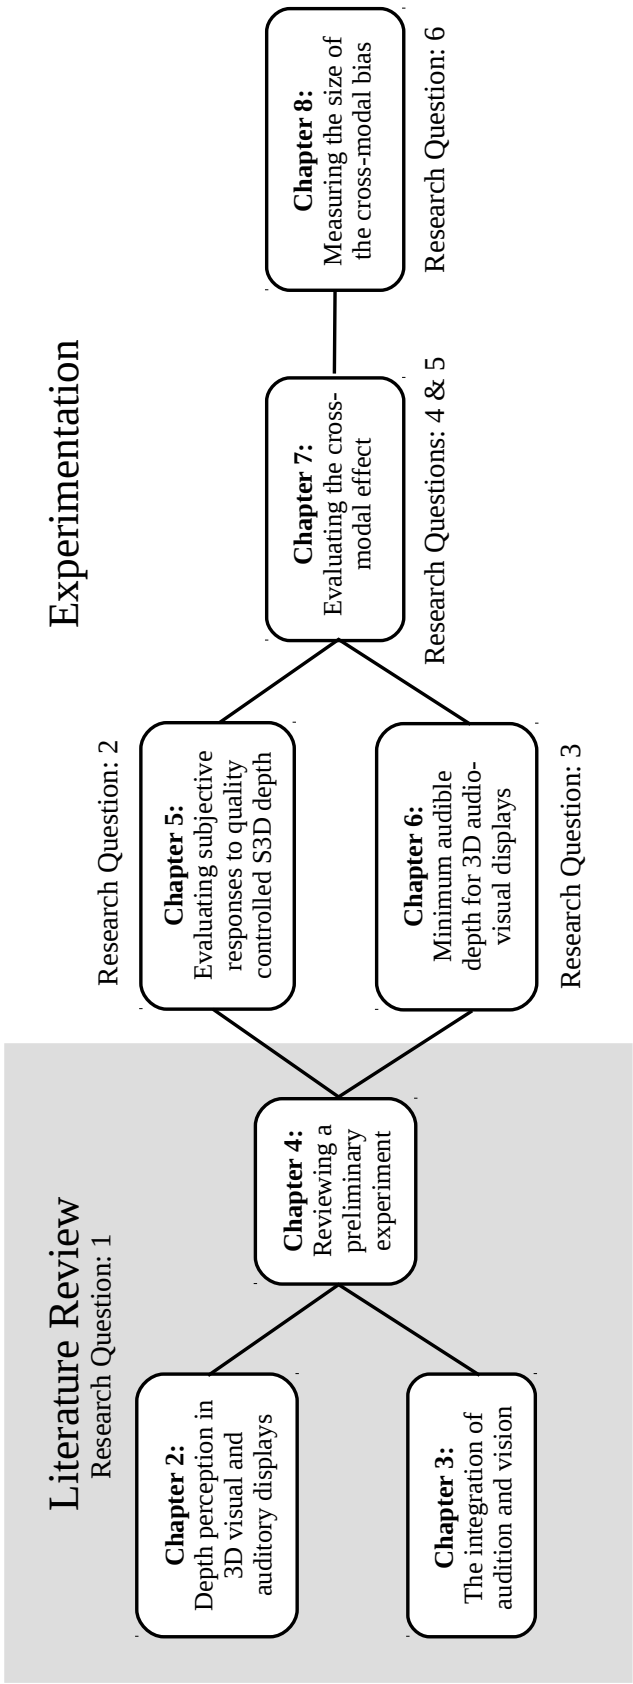 Literature Review
Research Question: 1
Chapter 2:
Depth perception in
3D visual and
auditory displays
Chapter 3:
The integration of
audition and vision
Chapter 4:
Reviewing a
preliminary
experiment
Experimentation
Research Question: 2
Chapter 5:
Evaluating subjective
responses to quality
controlled S3D depth
Chapter 6:
Minimum audible
depth for 3D audio-
visual displays
Research Question: 3
Chapter 7:
Evaluating the cross-
modal effect
Research Questions: 4 & 5
Chapter 8:
Measuring the size of
the cross-modal bias
Research Question: 6